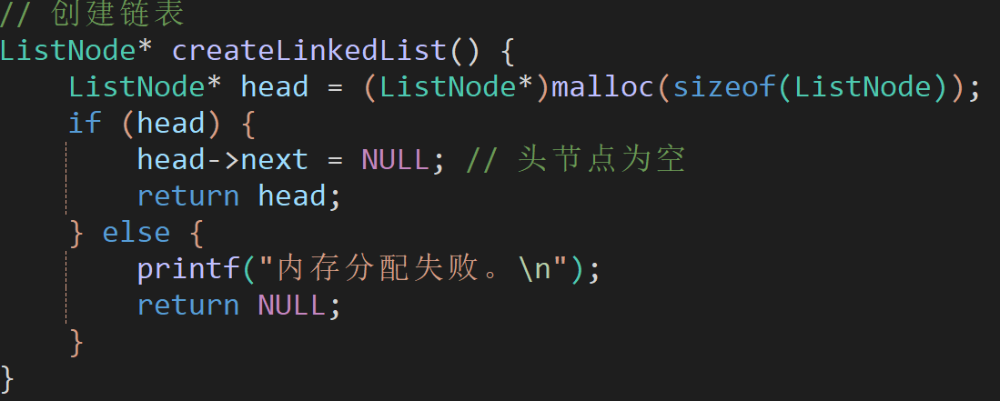 // 创建链表
ListNode* createLinkedList() {
    ListNode* head = (ListNode*)malloc(sizeof(ListNode));
    if (head) {
        head->next = NULL; // 头节点为空
        return head;
    } else {
        printf("内存分配失败。\n");
        return NULL;
    }
}